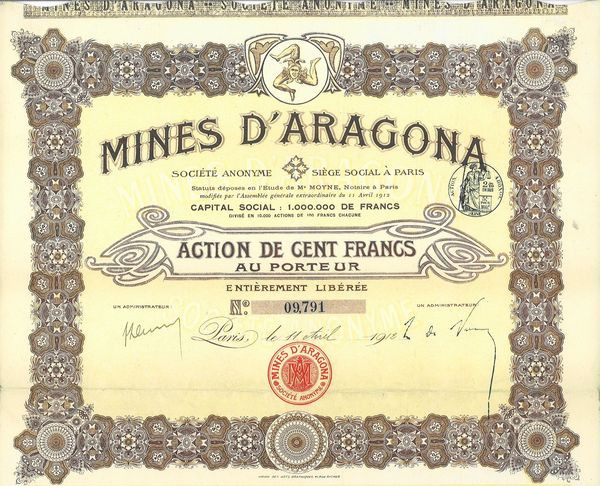 MINES D'ARAGONA - SOCIÉTÉ ANONYME - MINES D'ARAGONA
MINES D'ARAGONA
SOCIÉTÉ ANONYME SIÈGE SOCIAL À PARIS
Statuts déposés en l'Etude de Me MOYNE, Notaire à Paris
modifiés par l'Assemblée générale extraordinaire du 11 Avril 1912
CAPITAL SOCIAL : 1.000.000 DE FRANCS
DIVISÉ EN 10.000 ACTIONS DE 100 FRANCS CHACUNE
ACTION DE CENT FRANCS
AU PORTEUR
ENTIÈREMENT LIBÉRÉE
UN ADMINISTRATEUR: No. 09,791 UN ADMINISTRATEUR
Paris, le 11 Avril 1912
MINES D'ARAGONA
MA
SOCIÉTÉ ANONYME